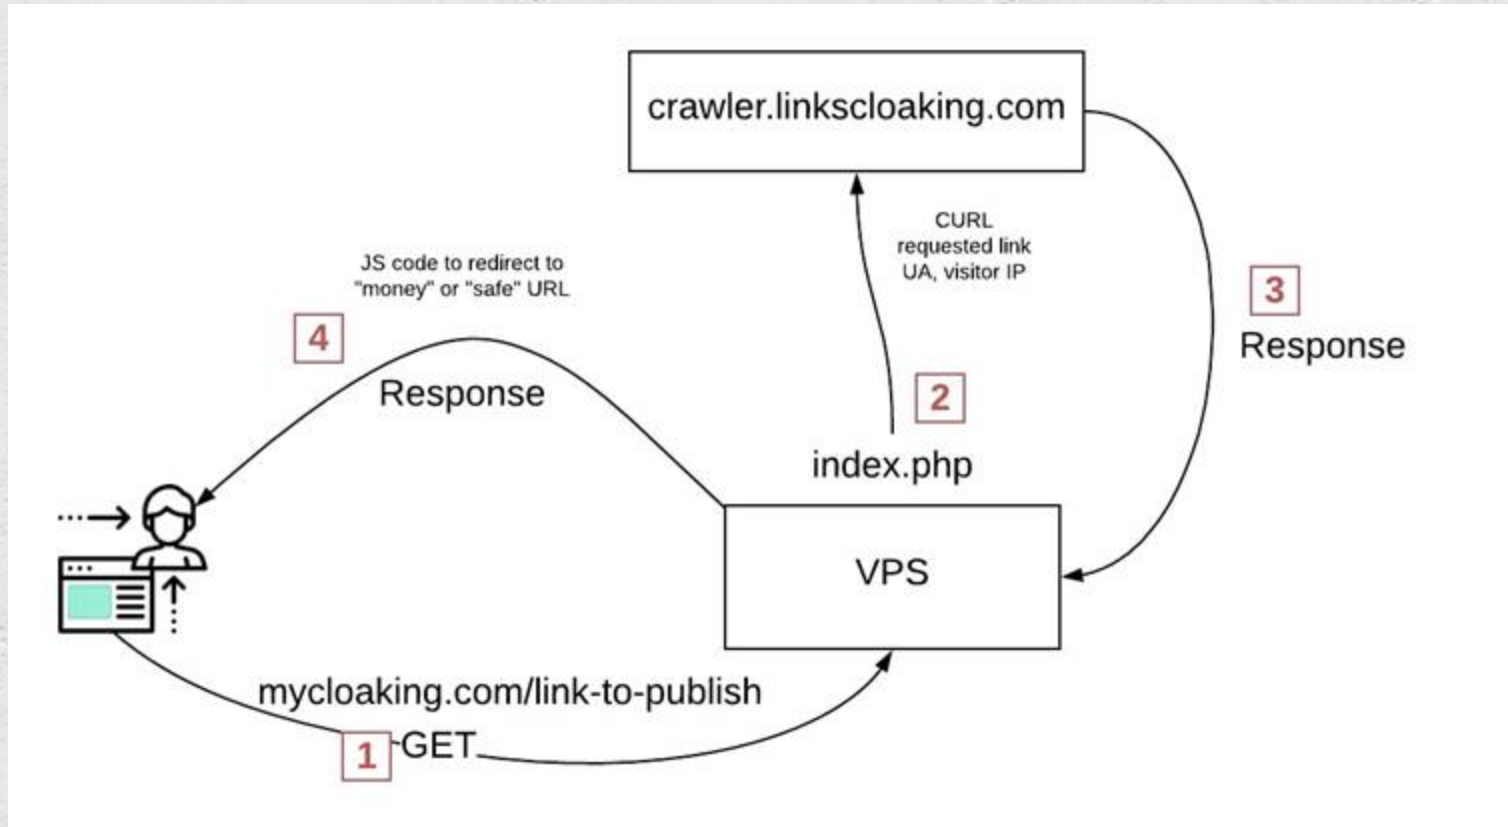 crawler.linkscloaking.com
CURL
requested link
UA, visitor IP
JS code to redirect to
"money" or "safe" URL
3
4
Response
Response
2
index.php
VPS
mycloaking.com/link-to-publish
1
GET